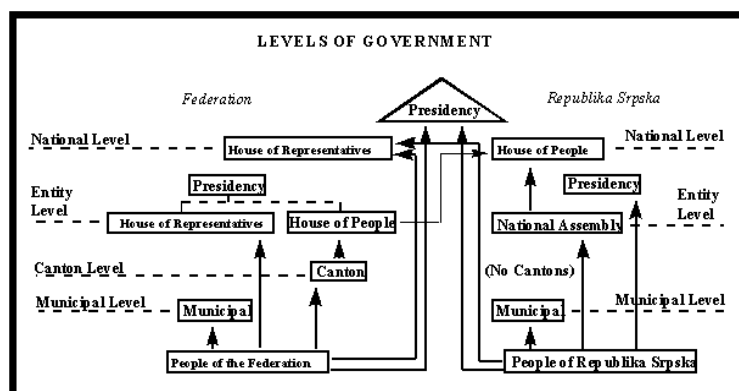 LEVELS OF GOVERNMENT
Federation
Republika Srpska
Presidency
National Level
House of Representatives
House of People
National Level
Presidency
Presidency
Entity
Level
House of Representatives
House of People
National Assembly
Entity
Level
Canton Level
Canton
(No Cantons)
Municipal Level
Municipal
Municipal
Municipal Level
People of the Federation
People of Republika Srpska